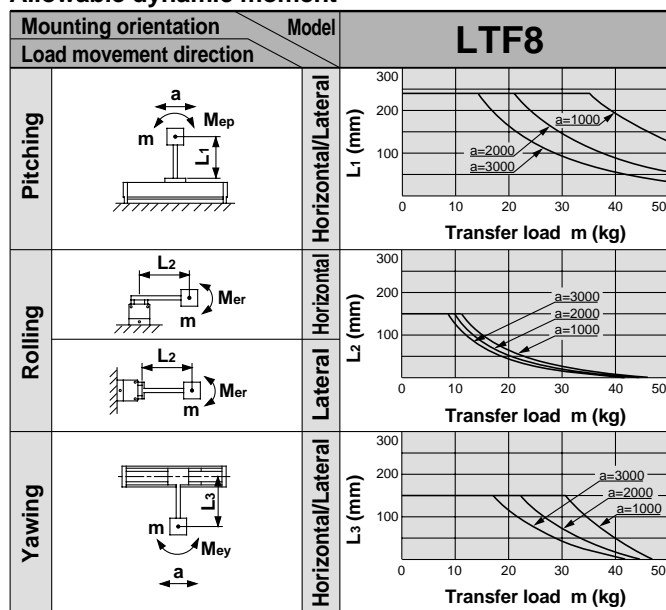 Allowable dynamic moment
Mounting orientation
Model
Load movement direction
LTF8
Pitching
a
Mep
m
L1
Horizontal/Lateral
L1 (mm)
300
200
100
a=1000
a=2000
a=3000
0 10 20 30 40 50
Transfer load m (kg)
Rolling
L2
Mer
m
Horizontal
L2
Mer
m
Lateral
L2 (mm)
300
200
100
a=3000
a=2000
a=1000
0 10 20 30 40 50
Transfer load m (kg)
Yawing
L3
m
Mey
a
Horizontal/Lateral
L3 (mm)
300
200
100
a=3000
a=2000
a=1000
0 10 20 30 40 50
Transfer load m (kg)